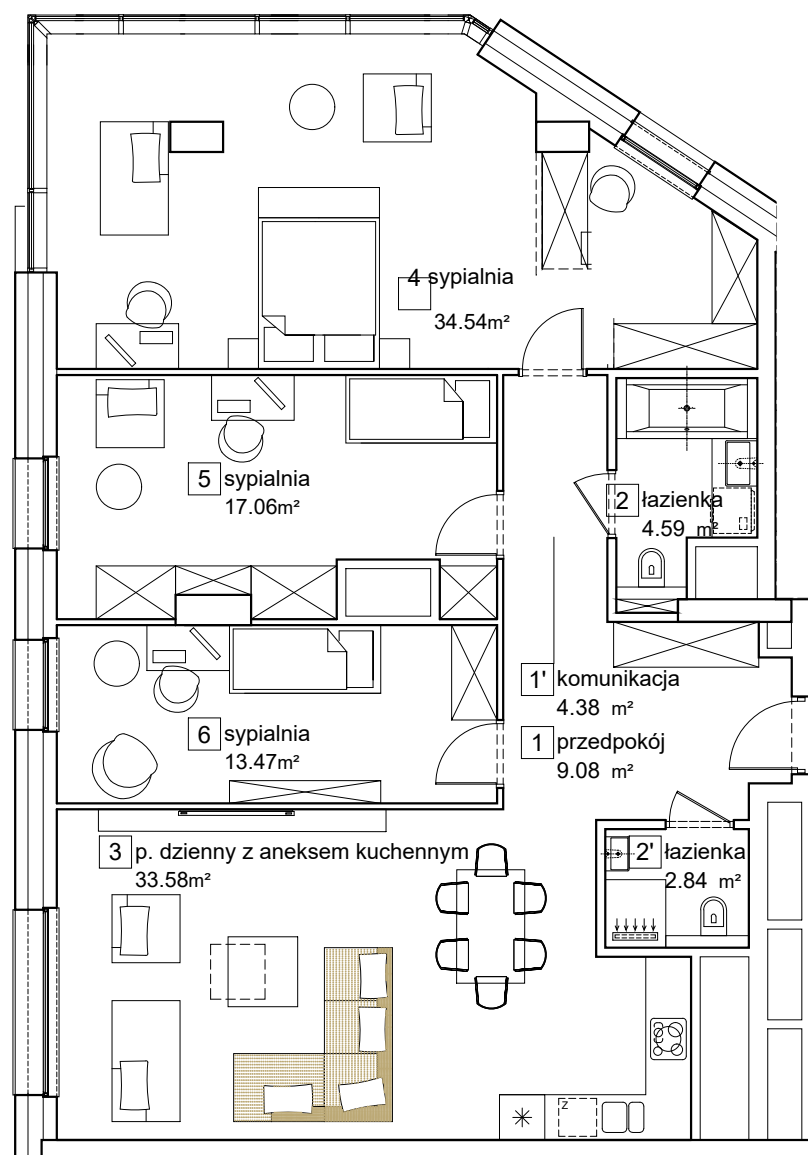 4 sypialnia
34.54m²
5 sypialnia
17.06m²
2 łazienka
4.59 m²
1' komunikacja
4.38 m²
6 sypialnia
13.47m²
1 przedpokój
9.08 m²
3 p. dzienny z aneksem kuchennym
33.58m²
2' łazienka
2.84 m²
Z